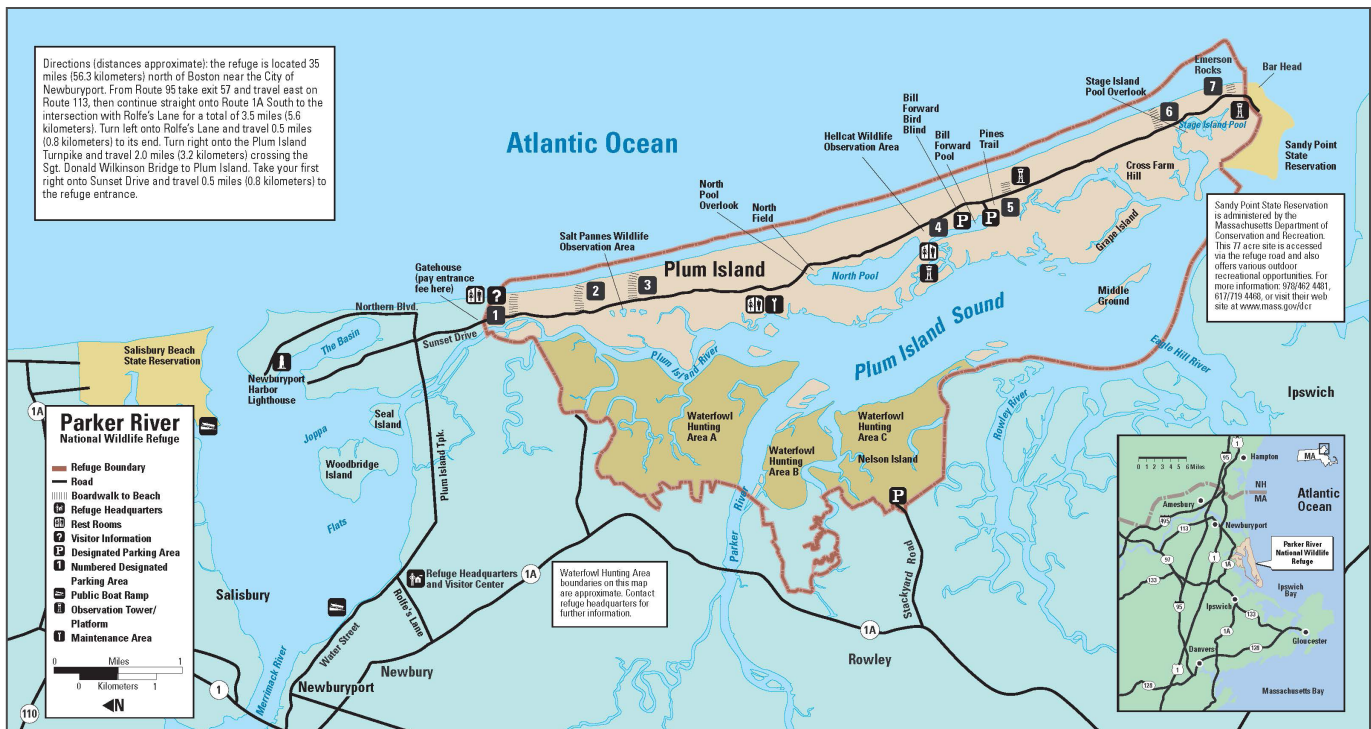 Directions (distances approximate): the refuge is located 35
miles (56.3 kilometers) north of Boston near the City of
Newburyport. From Route 95 take exit 57 and travel east on
Route 113, then continue straight onto Route 1A South to the
intersection with Rolfe's Lane for a total of 3.5 miles (5.6
kilometers). Turn left onto Rolfe's Lane and travel 0.5 miles
(0.8 kilometers) to its end. Turn right onto the Plum Island
Turnpike and travel 2.0 miles (3.2 kilometers) crossing the
Sgt. Donald Wilkinson Bridge to Plum Island. Take your first
right onto Sunset Drive and travel 0.5 miles (0.8 kilometers) to
the refuge entrance.
Atlantic Ocean
Emerson
Rocks
Bar Head
7
Stage Island
Pool Overlook
6
Stage Island Pool
Sandy Point
State
Reservation
Bill
Forward
Bird
Blind
Bill
Forward
Pool
Pines
Trail
Hellcat Wildlife
Observation Area
Cross Farm
Hill
North
Pool
Overlook
North
Field
P
P
5
4
Grape Island
Salt Pannes Wildlife
Observation Area
Plum Island
North Pool
Middle
Ground
Gatehouse
(pay entrance
fee here)
?
1
2
3
Sandy Point State Reservation
is administered by the
Massachusetts Department of
Conservation and Recreation.
This 77 acre site is accessed
via the refuge road and also
offers various outdoor
recreational opportunities. For
more information: 978/462 4481,
617/719 4468, or visit their web
site at www.mass.gov/dcr
Northern Blvd.
The Basin
Sunset Drive
Plum Island River
Plum Island Sound
Eagle Hill River
Salisbury Beach
State Reservation
Newburyport
Harbor
Lighthouse
Ipswich
1A
Seal
Island
Joppa
Woodbridge
Island
Flats
Plum Island Tpk.
Waterfowl
Hunting
Area A
Waterfowl
Hunting
Area B
Waterfowl
Hunting
Area C
Nelson Island
Rowley River
P
Parker River
Stackyard Road
Parker River
National Wildlife Refuge
Refuge Boundary
Road
Boardwalk to Beach
Refuge Headquarters
Rest Rooms
? Visitor Information
P Designated Parking Area
1 Numbered Designated
Parking Area
Public Boat Ramp
Observation Tower/
Platform
Maintenance Area
0 Miles 1
0 Kilometers 1
N
110
Salisbury
Refuge Headquarters
and Visitor Center
Rolfe's Lane
Water Street
Merrimack River
1
Newburyport
Newbury
1A
Waterfowl Hunting Area
boundaries on this map
are approximate. Contact
refuge headquarters for
further information.
1A
Rowley
1
95
Hampton
MA
0 1 2 3 4 5 6 Miles
NH
MA
Atlantic
Ocean
Amesbury
495
113
Newburyport
Parker River
National Wildlife
Refuge
97
1
1A
133
Ipswich
Bay
95
Ipswich
133
1A
Gloucester
Danvers
128
1
128
Massachusetts Bay